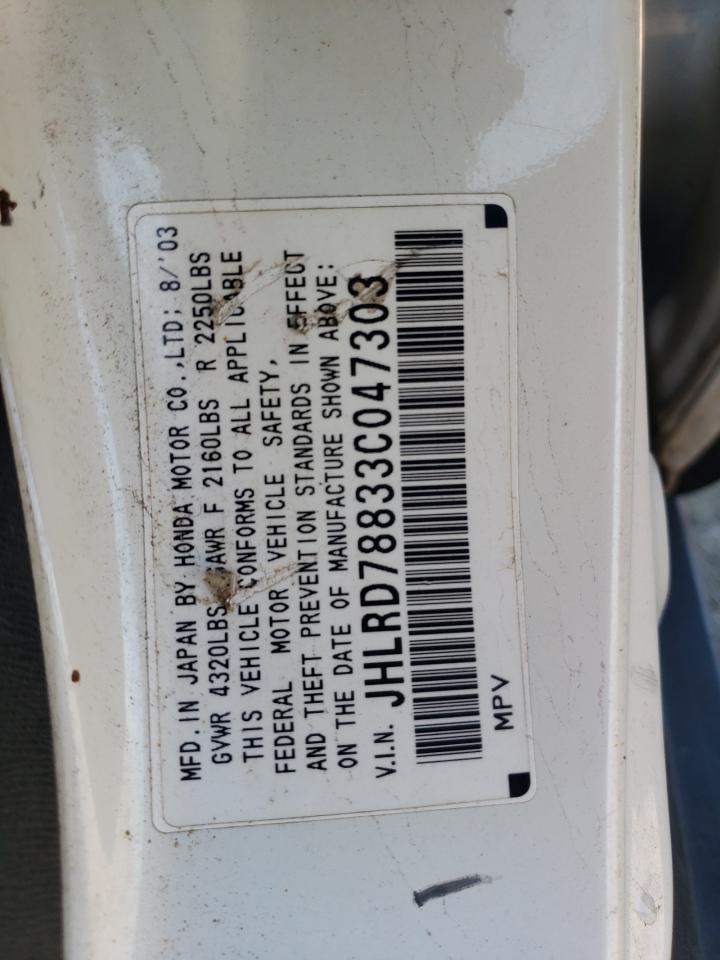 MFD. IN JAPAN BY HONDA MOTOR CO.,LTD; 8/'03
GVWR 4320LBS GAWR F 2160LBS R 2250LBS
THIS VEHICLE CONFORMS TO ALL APPLICABLE
FEDERAL MOTOR VEHICLE SAFETY,
AND THEFT PREVENTION STANDARDS IN EFFECT
ON THE DATE OF MANUFACTURE SHOWN ABOVE:
V.I.N. JHLRD78833C047303
MPV